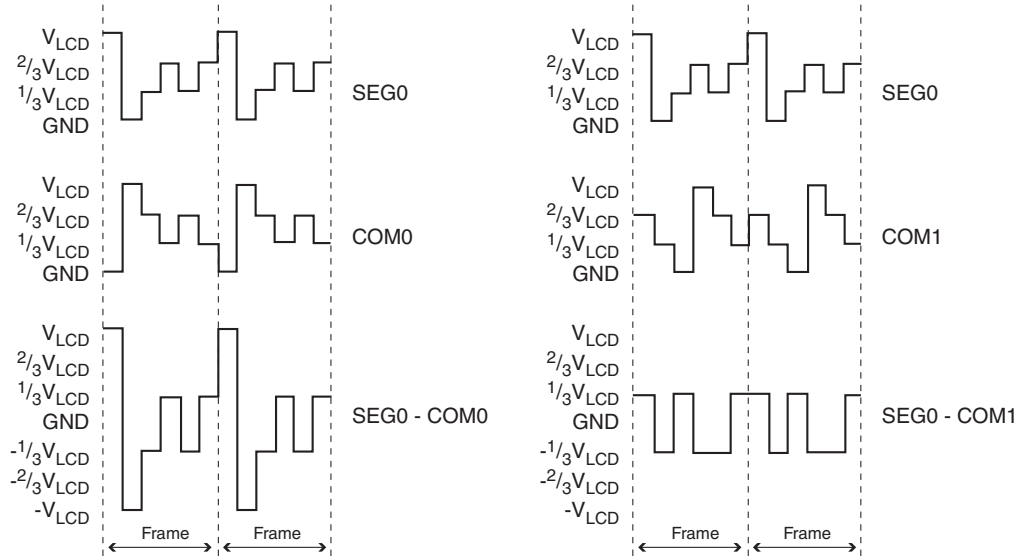 V_LCD
²/₃V_LCD
¹/₃V_LCD
GND
SEG0
V_LCD
²/₃V_LCD
¹/₃V_LCD
GND
COM0
V_LCD
²/₃V_LCD
¹/₃V_LCD
GND
-¹/₃V_LCD
-²/₃V_LCD
-V_LCD
SEG0 - COM0
Frame
Frame
V_LCD
²/₃V_LCD
¹/₃V_LCD
GND
SEG0
V_LCD
²/₃V_LCD
¹/₃V_LCD
GND
COM1
V_LCD
²/₃V_LCD
¹/₃V_LCD
GND
-¹/₃V_LCD
-²/₃V_LCD
-V_LCD
SEG0 - COM1
Frame
Frame